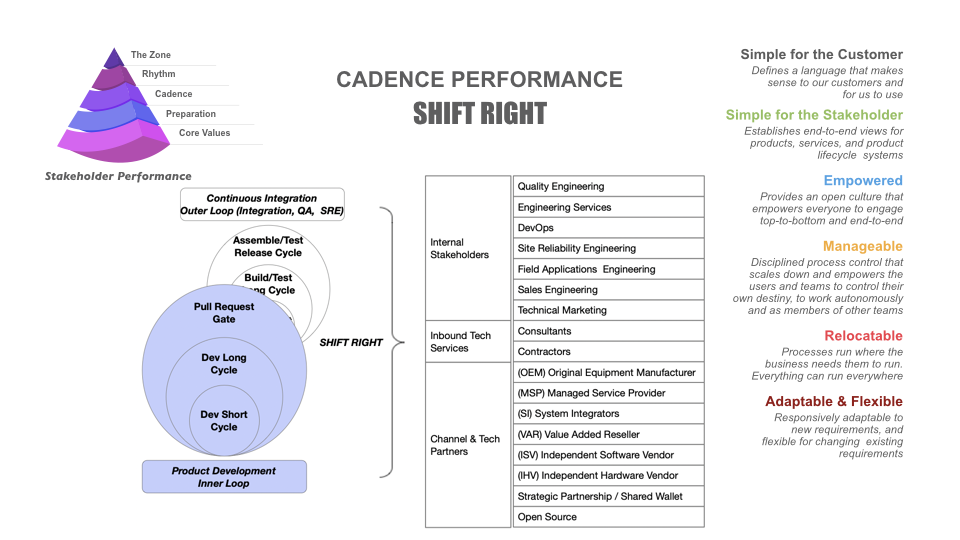 The Zone
Rhythm
Cadence
Preparation
Core Values
Stakeholder Performance
CADENCE PERFORMANCE
SHIFT RIGHT
Continuous Integration
Outer Loop (Integration, QA, SRE)
Assemble/Test
Release Cycle
Build/Test
Cycle
Pull Request
Gate
Dev Long
Cycle
Dev Short
Cycle
Product Development
Inner Loop
SHIFT RIGHT
Internal
Stakeholders
Quality Engineering
Engineering Services
DevOps
Site Reliability Engineering
Field Applications Engineering
Sales Engineering
Technical Marketing
Inbound Tech
Services
Consultants
Contractors
Channel & Tech
Partners
(OEM) Original Equipment Manufacturer
(MSP) Managed Service Provider
(SI) System Integrators
(VAR) Value Added Reseller
(ISV) Independent Software Vendor
(IHV) Independent Hardware Vendor
Strategic Partnership / Shared Wallet
Open Source
Simple for the Customer
Defines a language that makes
sense to our customers and
for us to use
Simple for the Stakeholder
Establishes end-to-end views for
products, services, and product
lifecycle systems
Empowered
Provides an open culture that
empowers everyone to engage
top-to-bottom and end-to-end
Manageable
Disciplined process control that
scales down and empowers the
users and teams to control their
own destiny, to work autonomously
and as members of other teams
Relocatable
Processes run where the
business needs them to run.
Everything can run everywhere
Adaptable & Flexible
Responsively adaptable to
new requirements, and
flexible for changing existing
requirements